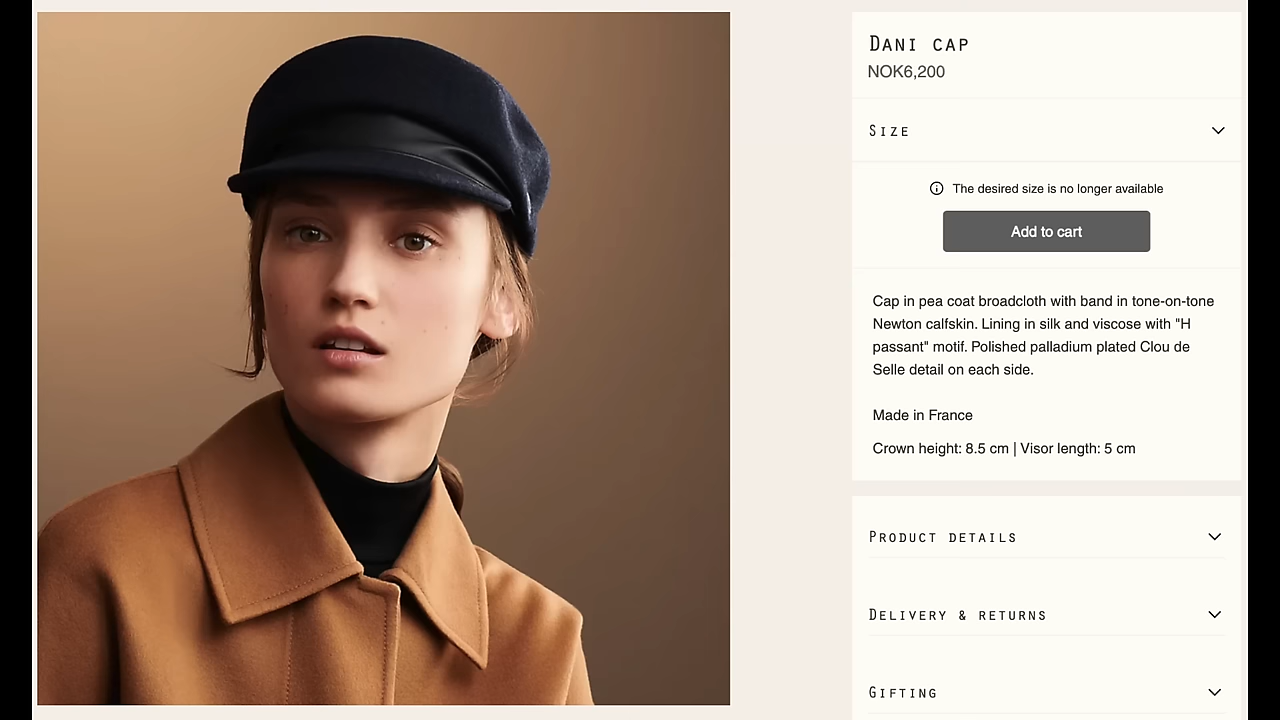 Dani cap
NOK6,200
Size
The desired size is no longer available
Add to cart
Cap in pea coat broadcloth with band in tone-on-tone
Newton calfskin. Lining in silk and viscose with "H
passant" motif. Polished palladium plated Clou de
Selle detail on each side.
Made in France
Crown height: 8.5 cm | Visor length: 5 cm
Product details
Delivery & returns
Gifting